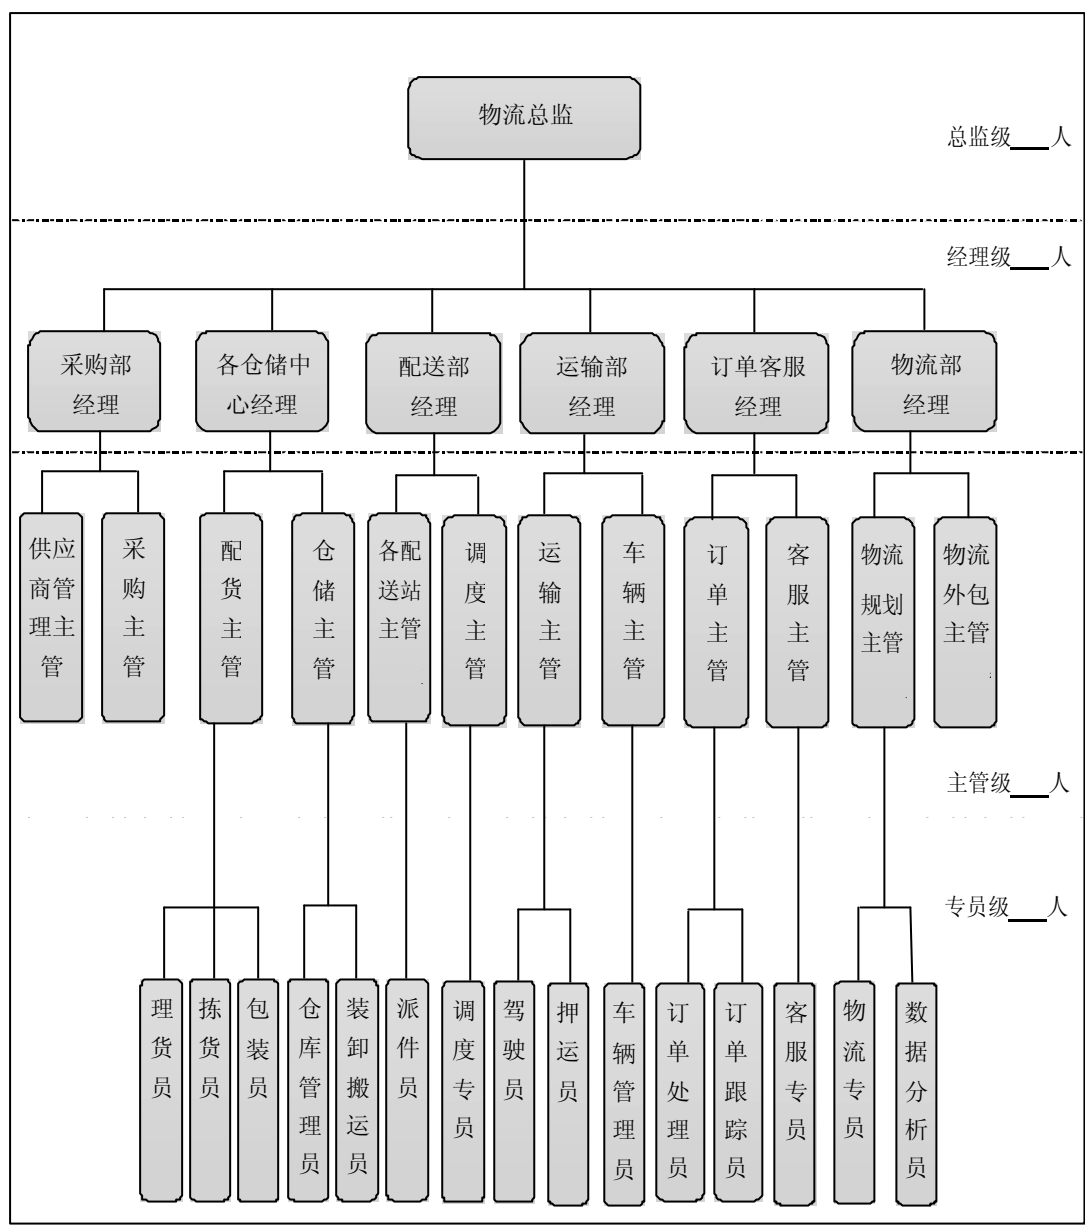 物流总监
总监级___人
经理级___人
采购部
经理
各仓储中
心经理
配送部
经理
运输部
经理
订单客服
经理
物流部
经理
供应
商管
理主
管
采
购
主
管
配
货
主
管
仓
储
主
管
各配
送站
主管
调
度
主
管
运
输
主
管
车
辆
主
管
订
单
主
管
客
服
主
管
物流
规划
主管
物流
外包
主管
主管级___人
专员级___人
理
货
员
拣
货
员
包
装
员
仓
库
管
理
员
装
卸
搬
运
员
派
件
员
调
度
专
员
驾
驶
员
押
运
员
车
辆
管
理
员
订
单
处
理
员
订
单
跟
踪
员
客
服
专
员
物
流
专
员
数
据
分
析
员